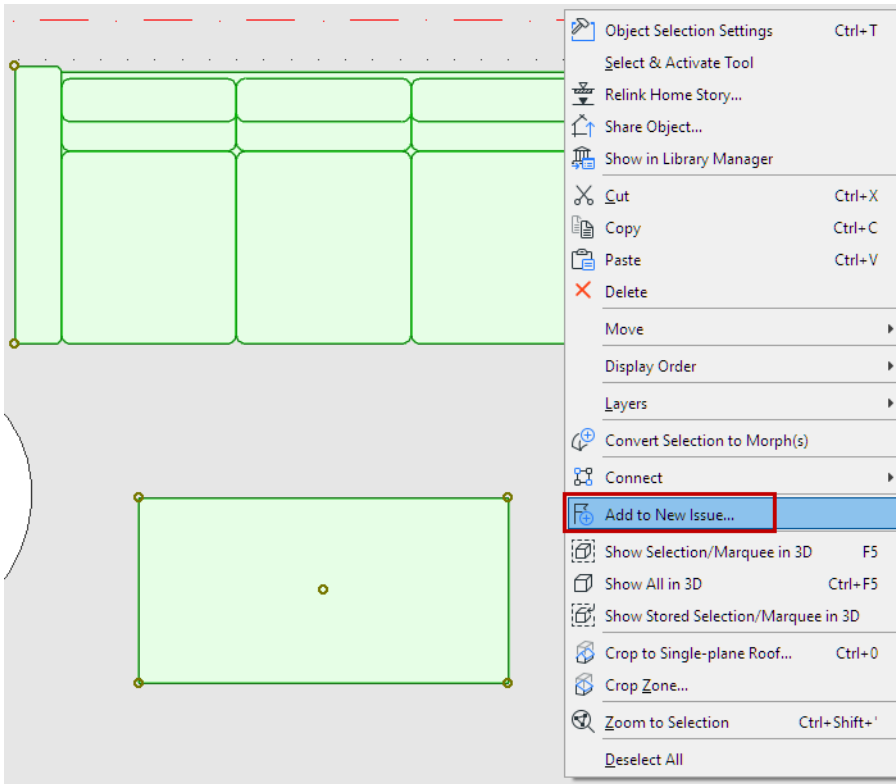 Object Selection Settings Ctrl+T
Select & Activate Tool
Relink Home Story...
Share Object...
Show in Library Manager
Cut Ctrl+X
Copy Ctrl+C
Paste Ctrl+V
Delete
Move
Display Order
Layers
Convert Selection to Morph(s)
Connect
Add to New Issue...
Show Selection/Marquee in 3D F5
Show All in 3D Ctrl+F5
Show Stored Selection/Marquee in 3D
Crop to Single-plane Roof... Ctrl+0
Crop Zone...
Zoom to Selection Ctrl+Shift+'
Deselect All